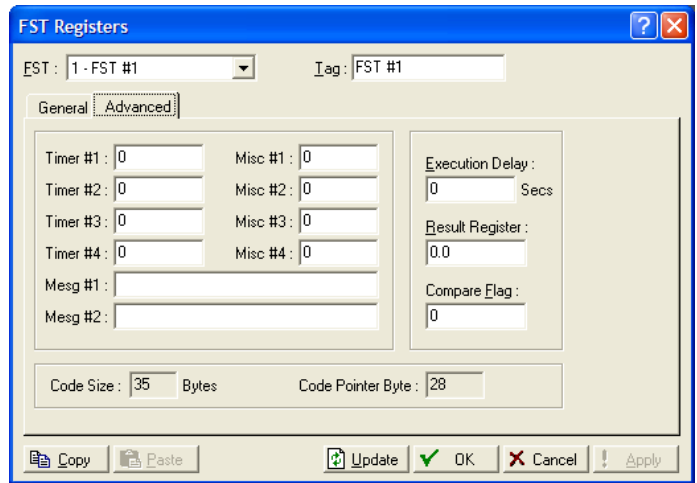 FST Registers
FST : 1 - FST #1 Tag : FST #1
General Advanced
Timer #1 : 0 Misc #1 : 0 Execution Delay :
Timer #2 : 0 Misc #2 : 0 0 Secs
Timer #3 : 0 Misc #3 : 0 Result Register :
Timer #4 : 0 Misc #4 : 0 0.0
Mesg #1 : Compare Flag :
Mesg #2 : 0
Code Size : 35 Bytes Code Pointer Byte : 28
Copy Paste Update OK Cancel Apply